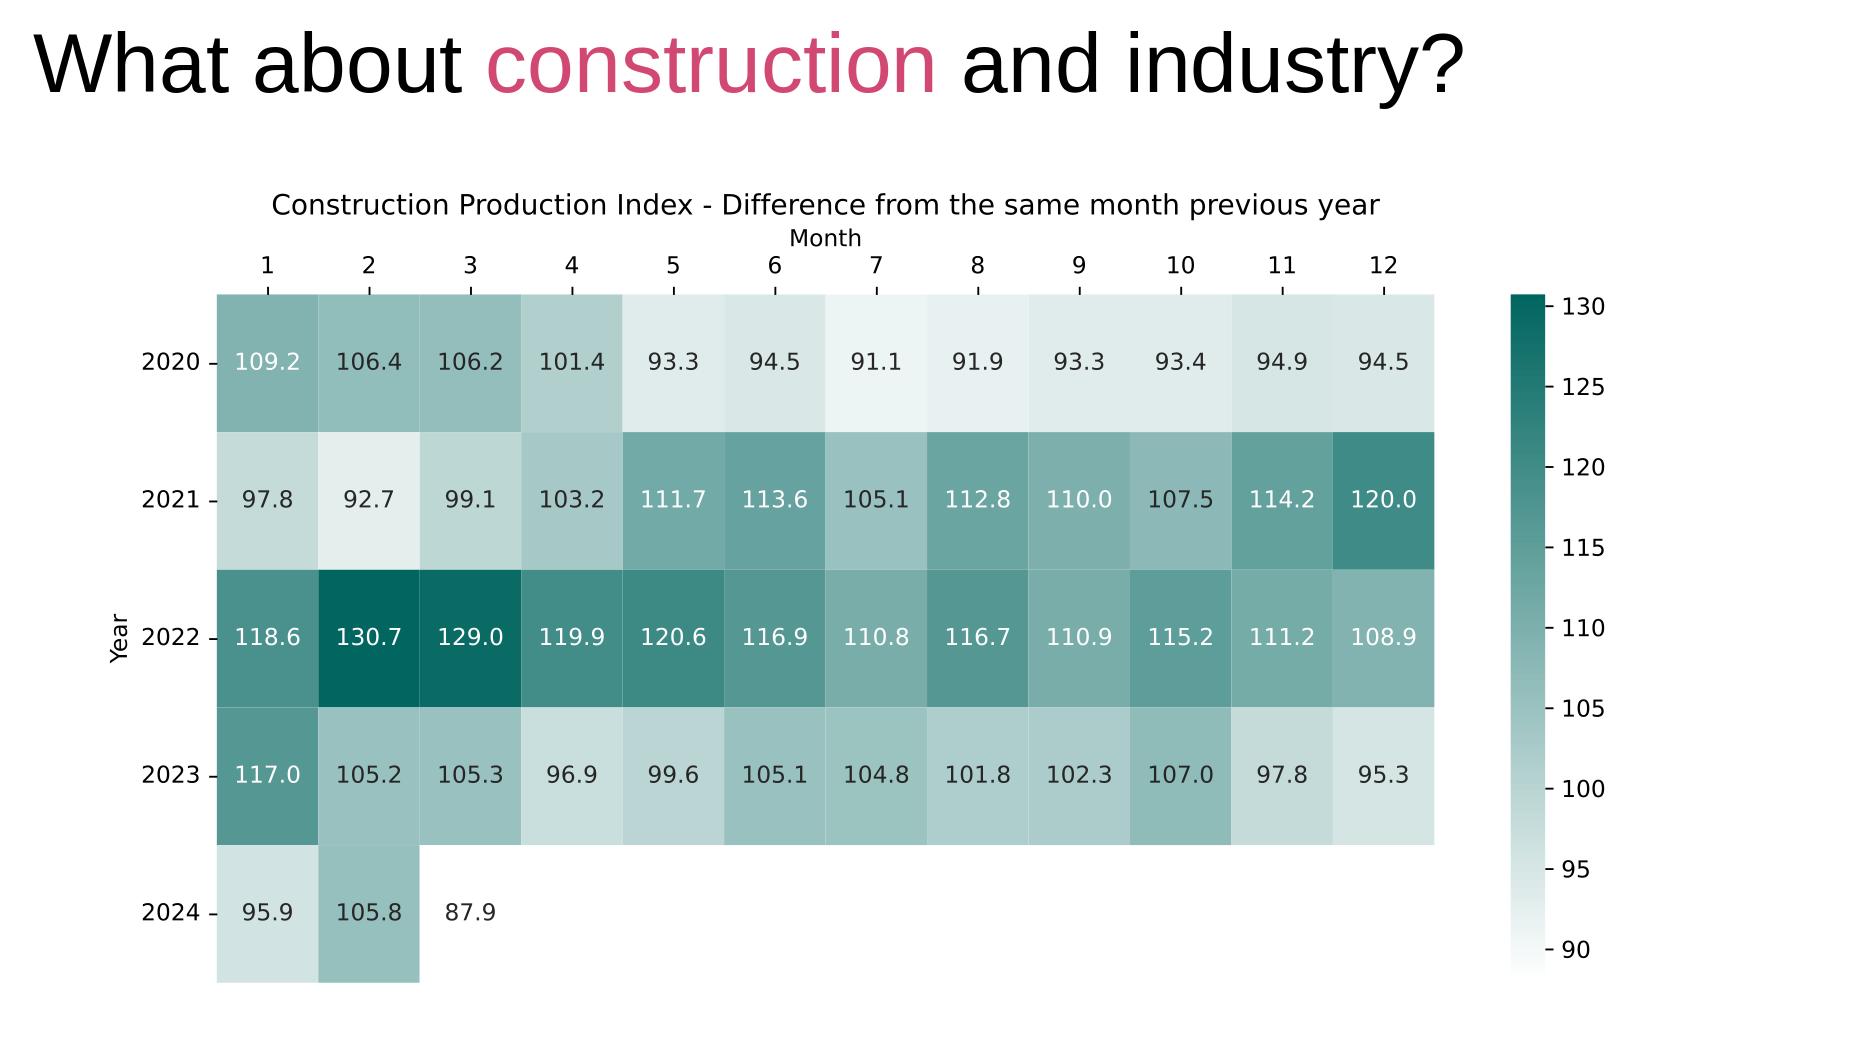 What about construction and industry?
Construction Production Index - Difference from the same month previous year
Month
1 2 3 4 5 6 7 8 9 10 11 12
2020 109.2 106.4 106.2 101.4 93.3 94.5 91.1 91.9 93.3 93.4 94.9 94.5
2021 97.8 92.7 99.1 103.2 111.7 113.6 105.1 112.8 110.0 107.5 114.2 120.0
Year
2022 118.6 130.7 129.0 119.9 120.6 116.9 110.8 116.7 110.9 115.2 111.2 108.9
2023 117.0 105.2 105.3 96.9 99.6 105.1 104.8 101.8 102.3 107.0 97.8 95.3
2024 95.9 105.8 87.9
130
125
120
115
110
105
100
95
90